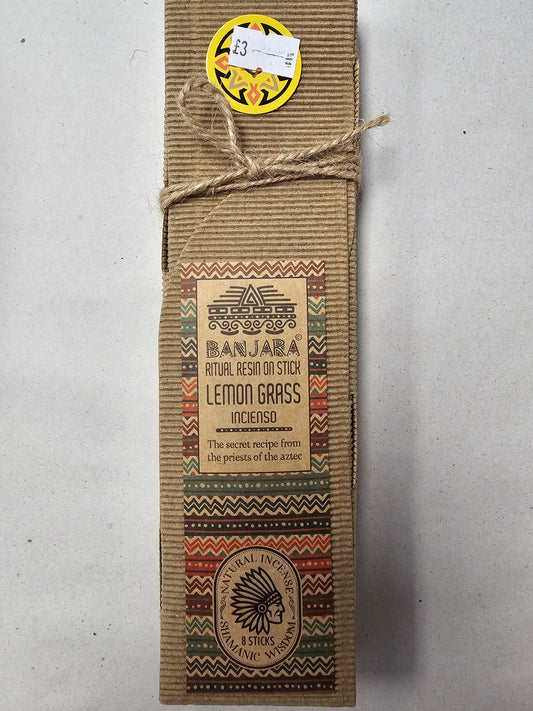 £3
BANJARA©
RITUAL RESIN ON STICK
LEMON GRASS
INCIENSO
The secret recipe from
the priests of the aztec
NATURAL INCENSE
8 STICKS
SHAMANIC WISDOM